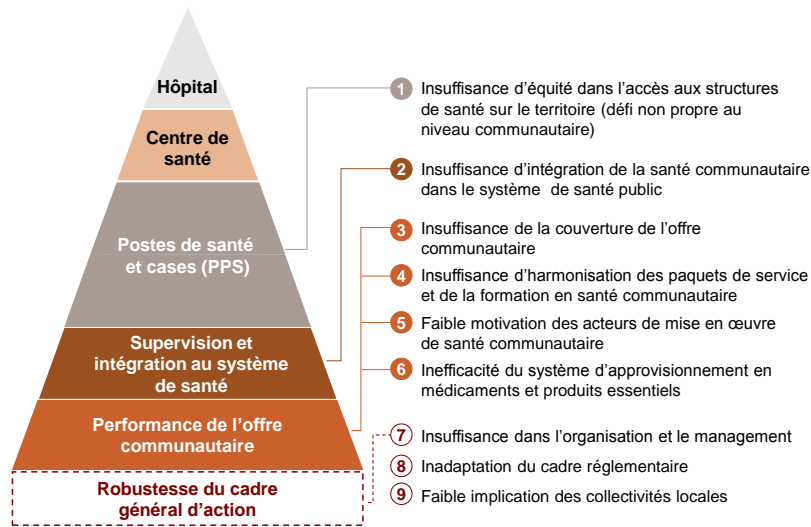 Hôpital
Centre de
santé
Postes de santé
et cases (PPS)
Supervision et
intégration au système
de santé
Performance de l'offre
communautaire
Robustesse du cadre
général d'action
1 Insuffisance d'équité dans l'accès aux structures
de santé sur le territoire (défi non propre au
niveau communautaire)
2 Insuffisance d'intégration de la santé communautaire
dans le système de santé public
3 Insuffisance de la couverture de l'offre
communautaire
4 Insuffisance d'harmonisation des paquets de service
et de la formation en santé communautaire
5 Faible motivation des acteurs de mise en œuvre
de santé communautaire
6 Inefficacité du système d'approvisionnement en
médicaments et produits essentiels
7 Insuffisance dans l'organisation et le management
8 Inadaptation du cadre réglementaire
9 Faible implication des collectivités locales